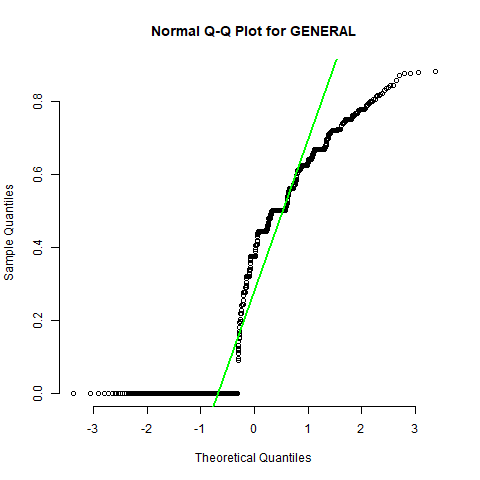 Normal Q-Q Plot for GENERAL
Sample Quantiles
0.8
0.6
0.4
0.2
0.0
-3 -2 -1 0 1 2 3
Theoretical Quantiles